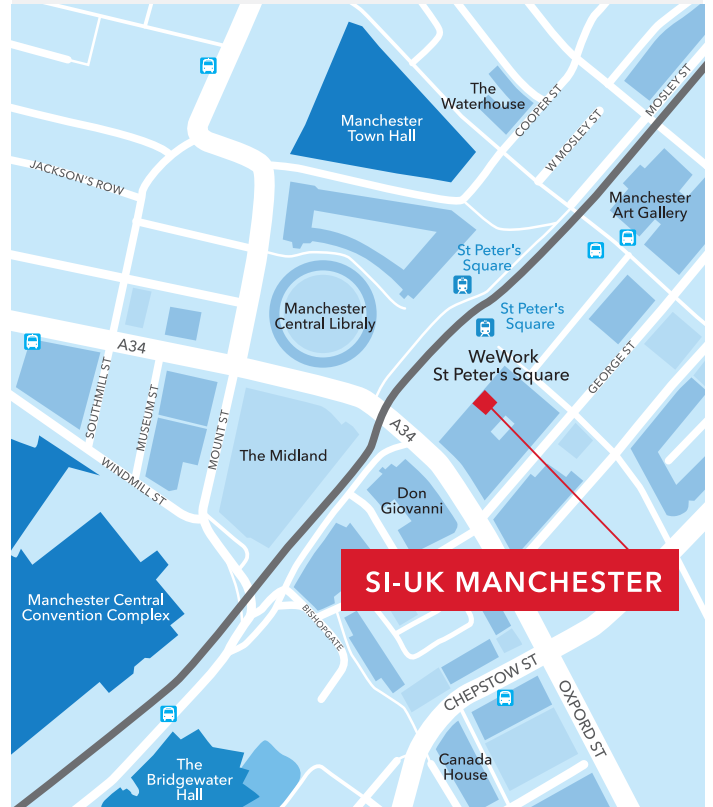 The
Waterhouse
COOPER ST
MOSLEY ST
Manchester
Town Hall
W MOSLEY ST
JACKSON'S ROW
Manchester
Art Gallery
St Peter's
Square
Manchester
Central Libraly
St Peter's
Square
A34
WeWork
St Peter's Square
GEORGE ST
SOUTHMILL ST
MUSEUM ST
MOUNT ST
A34
The Midland
WINDMILL ST
Don
Giovanni
SI-UK MANCHESTER
Manchester Central
Convention Complex
BISHOPGATE
CHEPSTOW ST
OXPORD ST
The
Bridgewater
Hall
Canada
House